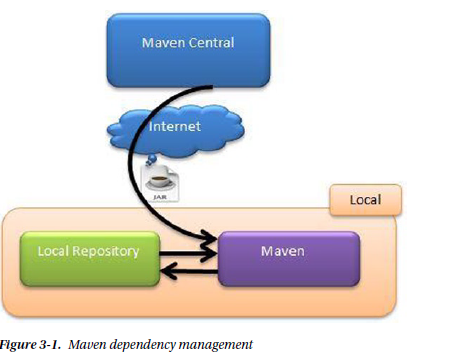 Maven Central
Internet
JAR
Local
Local Repository
Maven
Figure 3-1. Maven dependency management